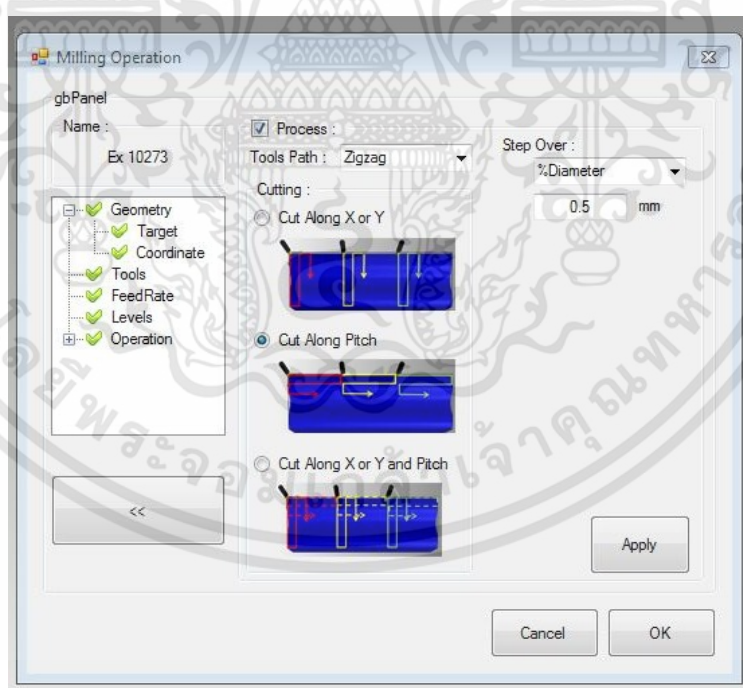 Milling Operation
gbPanel
Name :
Ex 10273
Geometry
Target
Coordinate
Tools
FeedRate
Levels
Operation
<<
Process :
Tools Path : Zigzag
Cutting :
Cut Along X or Y
Cut Along Pitch
Cut Along X or Y and Pitch
Step Over :
%Diameter
0.5 mm
Apply
Cancel OK